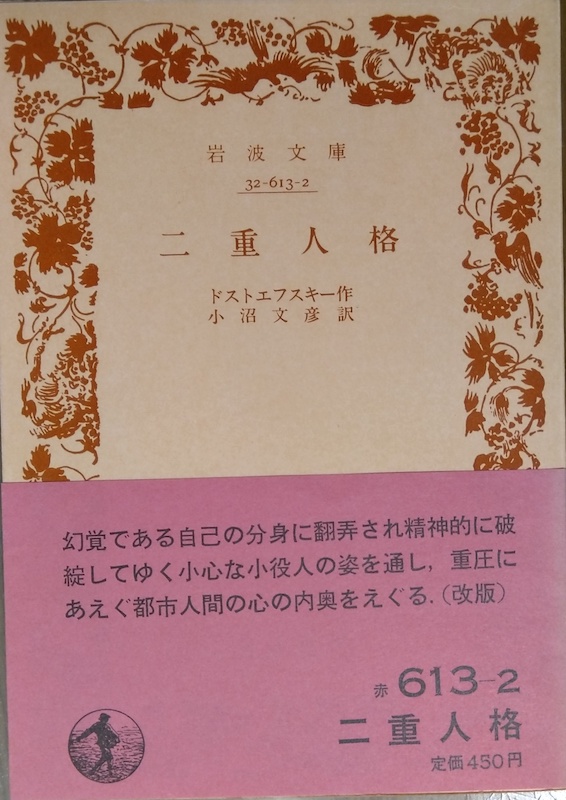 岩波文庫
32-613-2
二重人格
ドストエフスキー作
小沼文彦訳
幻覚である自己の分身に翻弄され精神的に破
綻してゆく小心な小役人の姿を通し，重圧に
あえぐ都市人間の心の内奥をえぐる．（改版）
赤 613-2
二重人格
定価450円